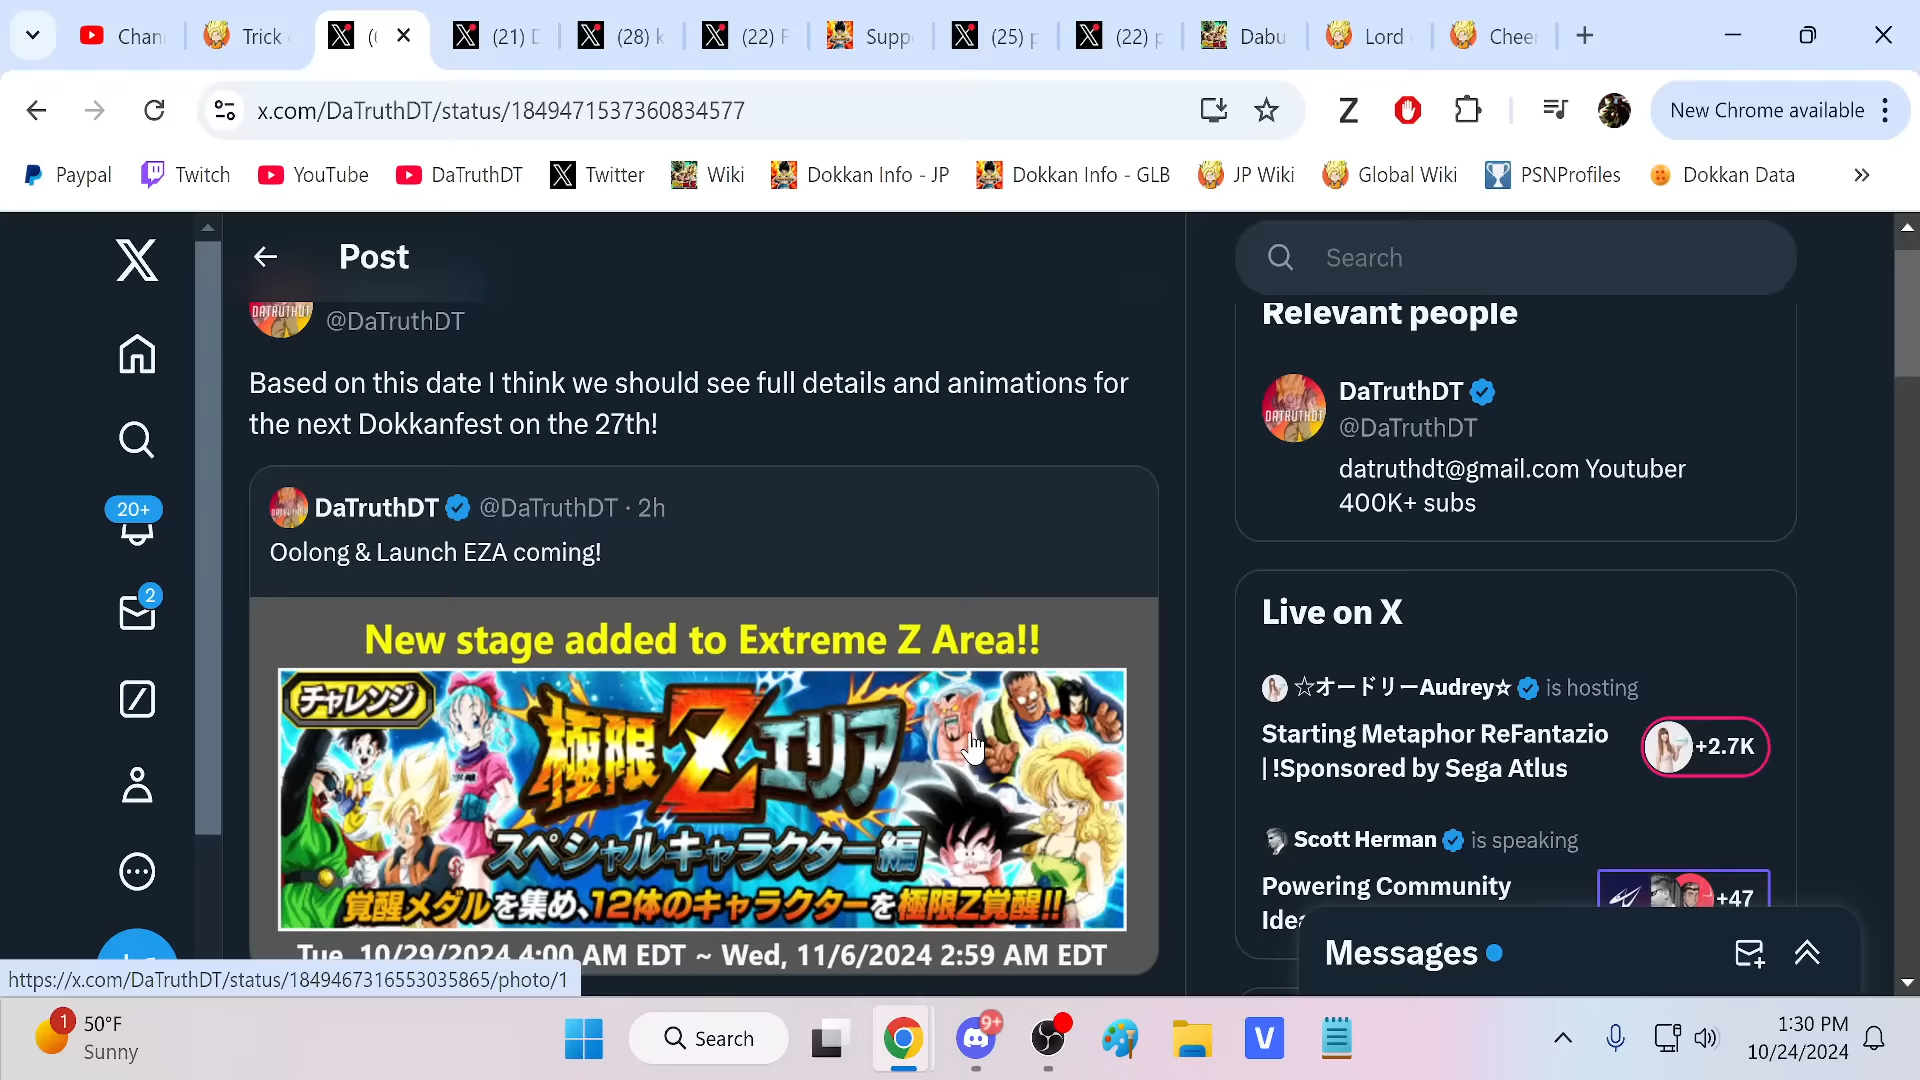 Chan
Trick
(
(21) D
(28) k
(22) F
Supp
(25) p
(22) p
Dabu
Lord
Chee
x.com/DaTruthDT/status/1849471537360834577
New Chrome available
Paypal
Twitch
YouTube
DaTruthDT
Twitter
Wiki
Dokkan Info - JP
Dokkan Info - GLB
JP Wiki
Global Wiki
PSNProfiles
Dokkan Data
Post
Search
DATRUTHDT
@DaTruthDT
Based on this date I think we should see full details and animations for
the next Dokkanfest on the 27th!
DaTruthDT @DaTruthDT · 2h
Oolong & Launch EZA coming!
New stage added to Extreme Z Area!!
チャレンジ
極限Zエリア
スペシャルキャラクター編
覚醒メダルを集め、12体のキャラクターを極限Z覚醒!!
Tue, 10/29/2024 4:00 AM EDT ~ Wed, 11/6/2024 2:59 AM EDT
20+
2
Relevant people
DATRUTHDT
DaTruthDT
@DaTruthDT
datruthdt@gmail.com Youtuber
400K+ subs
Live on X
☆オードリーAudrey☆ is hosting
Starting Metaphor ReFantazio
| !Sponsored by Sega Atlus
+2.7K
Scott Herman is speaking
Powering Community
Idea
+47
Messages
https://x.com/DaTruthDT/status/1849467316553035865/photo/1
1
50°F
Sunny
Search
9+
V
1:30 PM
10/24/2024